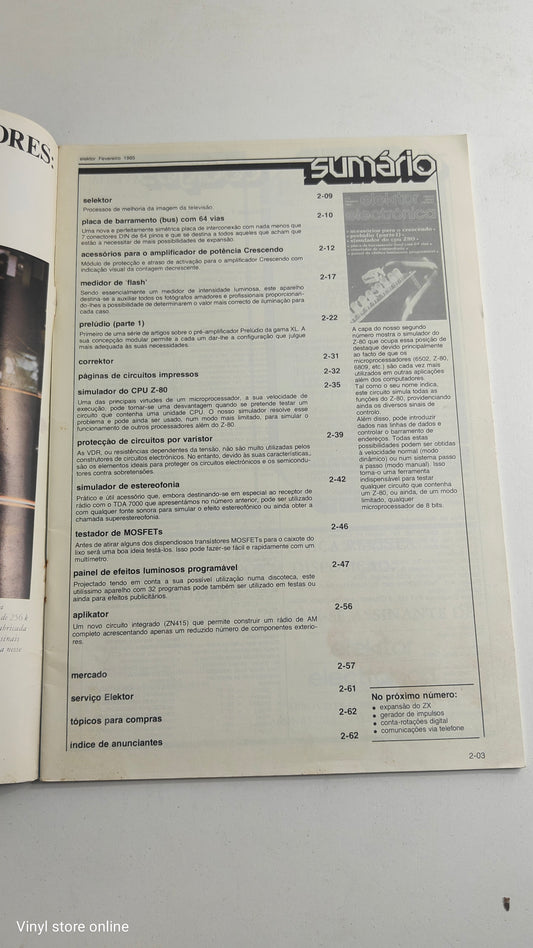 ORES:
elektor Fevereiro 1985
sumário
selektor 2-09
Processos de melhoria da imagem da televisão.
placa de barramento (bus) com 64 vias 2-10
Uma nova e perfeitamente simétrica placa de interconexão com nada menos que
7 conectores DIN de 64 pinos e que se destina a todos aqueles que acham que
estão a necessitar de mais possibilidades de expansão.
acessórios para o amplificador de potência Crescendo 2-12
Módulo de protecção e atraso de activação para o amplificador Crescendo com
indicação visual da contagem decrescente.
medidor de 'flash' 2-17
Sendo essencialmente um medidor de intensidade luminosa, este aparelho
destina-se a auxiliar todos os fotógrafos amadores e profissionais proporcionan-
do-lhes a possibilidade de determinarem o valor mais correcto de iluminação para
cada caso.
prelúdio (parte 1) 2-22
Primeiro de uma série de artigos sobre o pré-amplificador Prelúdio da gama XL. A
sua concepção modular permite a cada um dar-lhe a configuração que julgue
mais adequada às suas necessidades.
correktor 2-31
páginas de circuitos impressos 2-32
simulador do CPU Z-80 2-35
Uma das principais virtudes de um microprocessador, a sua velocidade de
execução, pode tornar-se uma desvantagem quando se pretende testar um
circuito que contenha uma unidade CPU. O nosso simulador resolve esse
problema e pode ainda ser usado, num modo mais limitado, para simular o
funcionamento de outros processadores além do Z-80.
protecção de circuitos por varistor 2-39
As VDR, ou resistências dependentes da tensão, não são muito utilizadas pelos
construtores de circuitos electrónicos. No entanto, devido às suas características,
são os elementos ideais para proteger os circuitos electrónicos e os semicondu-
tores contra sobretensões.
simulador de estereofonia 2-42
Prático e útil acessório que, embora destinando-se em especial ao receptor de
rádio com o TDA 7000 que apresentámos no número anterior, pode ser utilizado
com qualquer fonte sonora para simular o efeito estereofónico ou ainda obter a
chamada superestereofonia.
testador de MOSFETs 2-46
Antes de atirar alguns dos dispendiosos transístores MOSFETs para o caixote do
lixo será uma boa ideia testá-los. Isso pode fazer-se fácil e rapidamente com um
multímetro.
painel de efeitos luminosos programável 2-47
Projectado tendo em conta a sua possível utilização numa discoteca, este
utilíssimo aparelho com 32 programas pode também ser utilizado em festas ou
ainda para efeitos publicitários.
aplikator 2-56
Um novo circuito integrado (ZN415) que permite construir um rádio de AM
completo acrescentando apenas um reduzido número de componentes exterio-
res.
mercado 2-57
serviço Elektor 2-61
tópicos para compras 2-62
índice de anunciantes 2-62
elektor
electrónica
acessórios para o crescendo
prelúdio (parte 1)
simulador do cpu Z80
A capa do nosso segundo
número mostra o simulador do
Z-80 que ocupa essa posição de
destaque devido principalmente
ao facto de que os
microprocessadores (6502, Z-80,
6809, etc.) são cada vez mais
utilizados em outras aplicações
além dos computadores.
Tal como o seu nome indica,
este circuito simula todas as
funções do Z-80, providenciando
ainda os diversos sinais de
controlo.
Além disso, pode introduzir
dados nas linhas de dados e
controlar o barramento de
endereços. Todas estas
possibilidades podem ser obtidas
à velocidade normal (modo
dinâmico) ou num sistema passo
a passo (modo manual). Isso
torna-o uma ferramenta
indispensável para testar
qualquer circuito que contenha
um Z-80, ou ainda, de um modo
limitado, qualquer
microprocessador de 8 bits.
No próximo número:
• expansão do ZX
• gerador de impulsos
• conta-rotações digital
• comunicações via telefone
2-03
a
de 256 k
bricada
sinais
a nesse
Vinyl store online